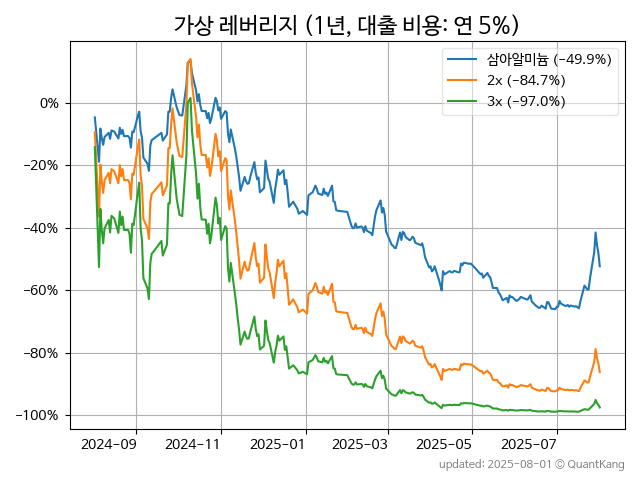 가상 레버리지 (1년, 대출 비용: 연 5%)
삼아알미늄 (−49.9%)
2x (−84.7%)
3x (−97.0%)
0%
−20%
−40%
−60%
−80%
−100%
2024-09 2024-11 2025-01 2025-03 2025-05 2025-07
updated: 2025-08-01 © QuantKang